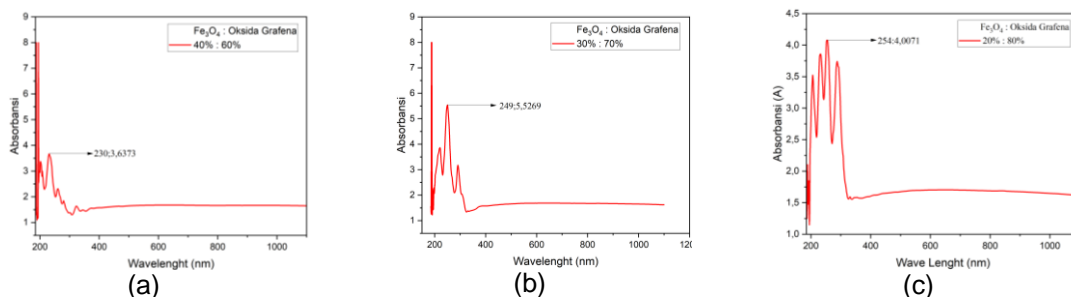 Fe₃O₄ : Oksida Grafena
40% : 60%
230;3,6373
Absorbansi
9
8
7
6
5
4
3
2
1
200 400 600 800 1000
Wavelenght (nm)
(a)
Fe₃O₄ : Oksida Grafena
30% : 70%
249;5,5269
Absorbansi
9
8
7
6
5
4
3
2
1
200 400 600 800 1000 120
Wavelenght (nm)
(b)
Fe₃O₄ : Oksida Grafena
20% : 80%
254:4,0071
Absorbansi (A)
4,5
4,0
3,5
3,0
2,5
2,0
1,5
1,0
200 400 600 800 1000
Wave Lenght (nm)
(c)